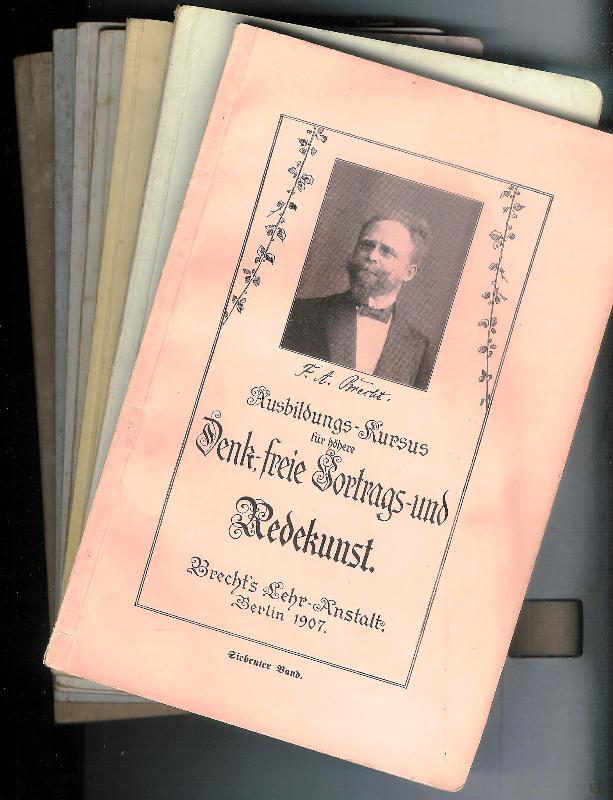 F. A. Brecht.
Ausbildungs-Kursus
für höhere
Denk-freie Vortrags-und
Redekunst.
Brecht's Lehr-Anstalt.
Berlin 1907.
Siebenter Band.